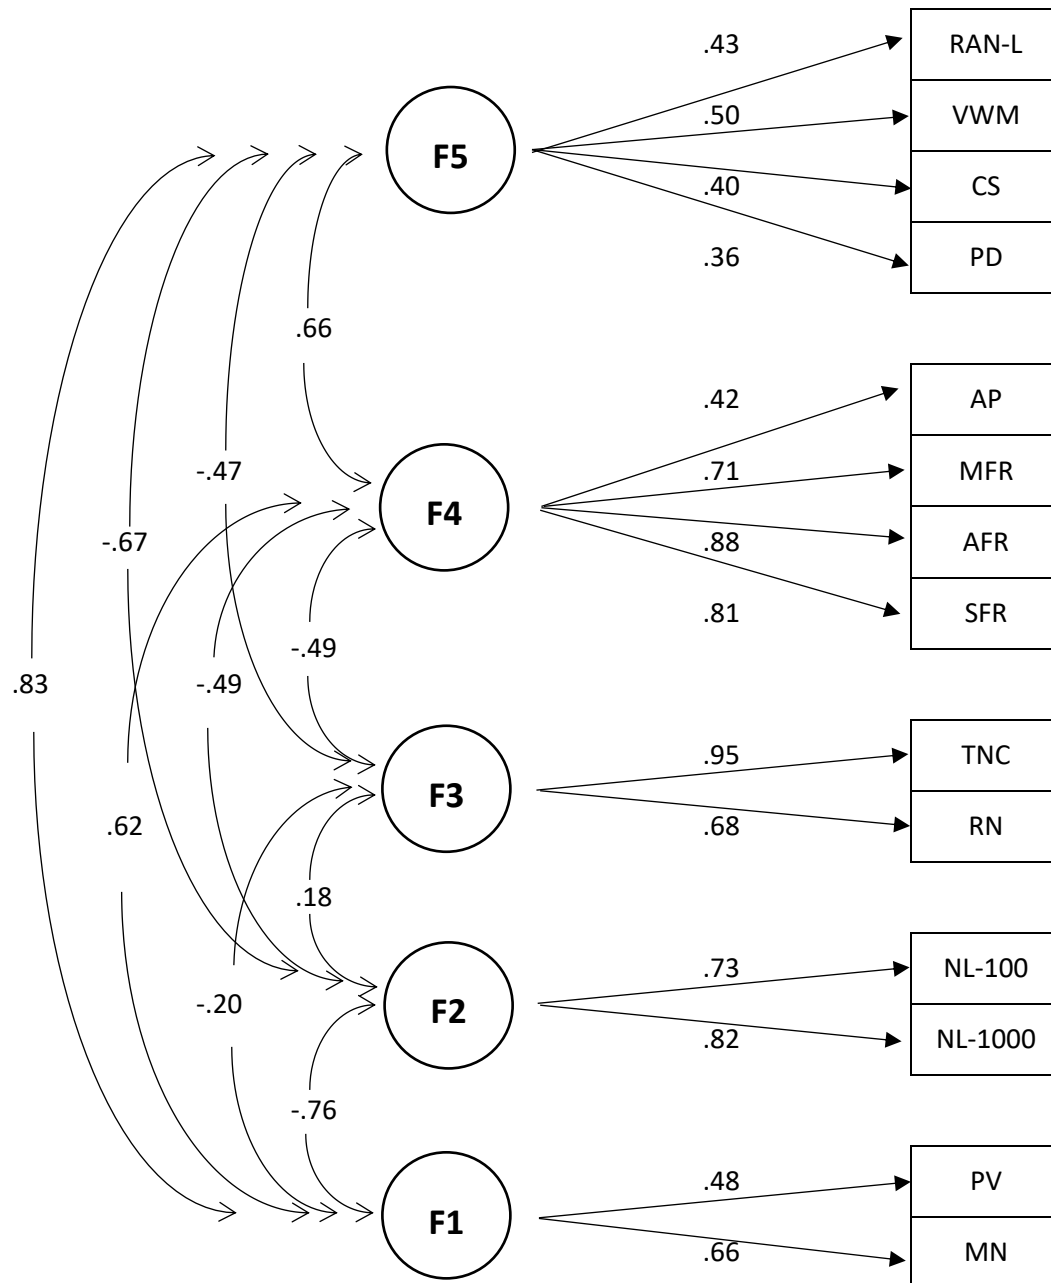 .43
RAN-L
.50
VWM
F5
.40
CS
.36
PD
.66
.42
AP
-.47
.71
MFR
F4
-.67
.88
AFR
.81
SFR
-.49
.83
-.49
.95
TNC
F3
.62
.68
RN
.18
.73
NL-100
-.20
F2
.82
NL-1000
-.76
.48
PV
F1
.66
MN